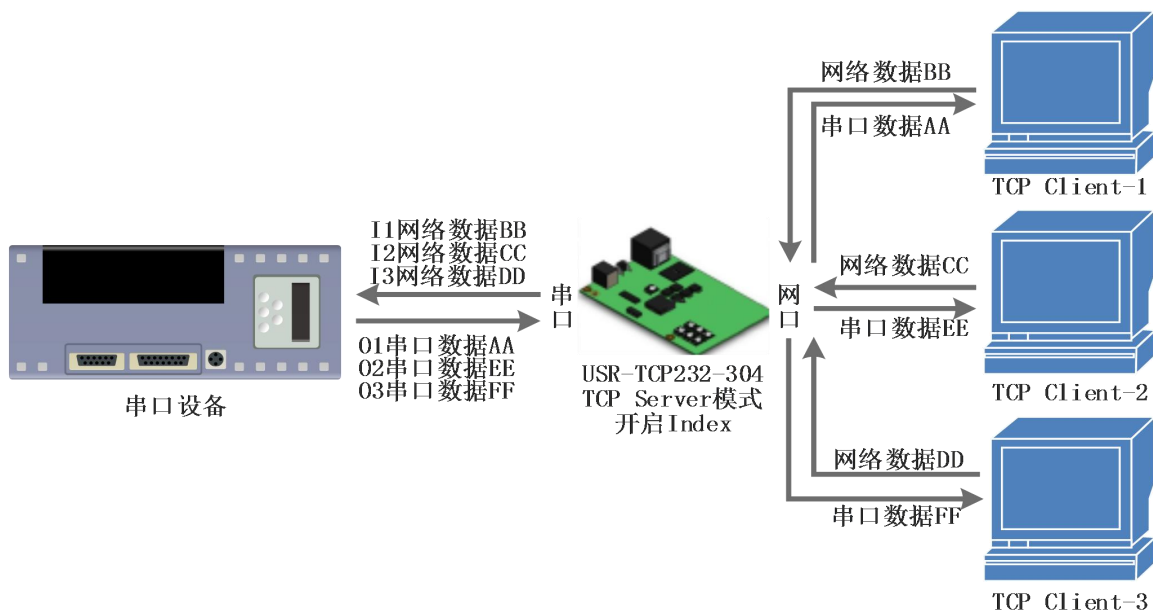 网络数据BB
串口数据AA
TCP Client-1
I1网络数据BB
I2网络数据CC
I3网络数据DD
串口
网口
网络数据CC
串口数据EE
O1串口数据AA
O2串口数据EE
O3串口数据FF
串口设备
USR-TCP232-304
TCP Server模式
开启Index
TCP Client-2
网络数据DD
串口数据FF
TCP Client-3